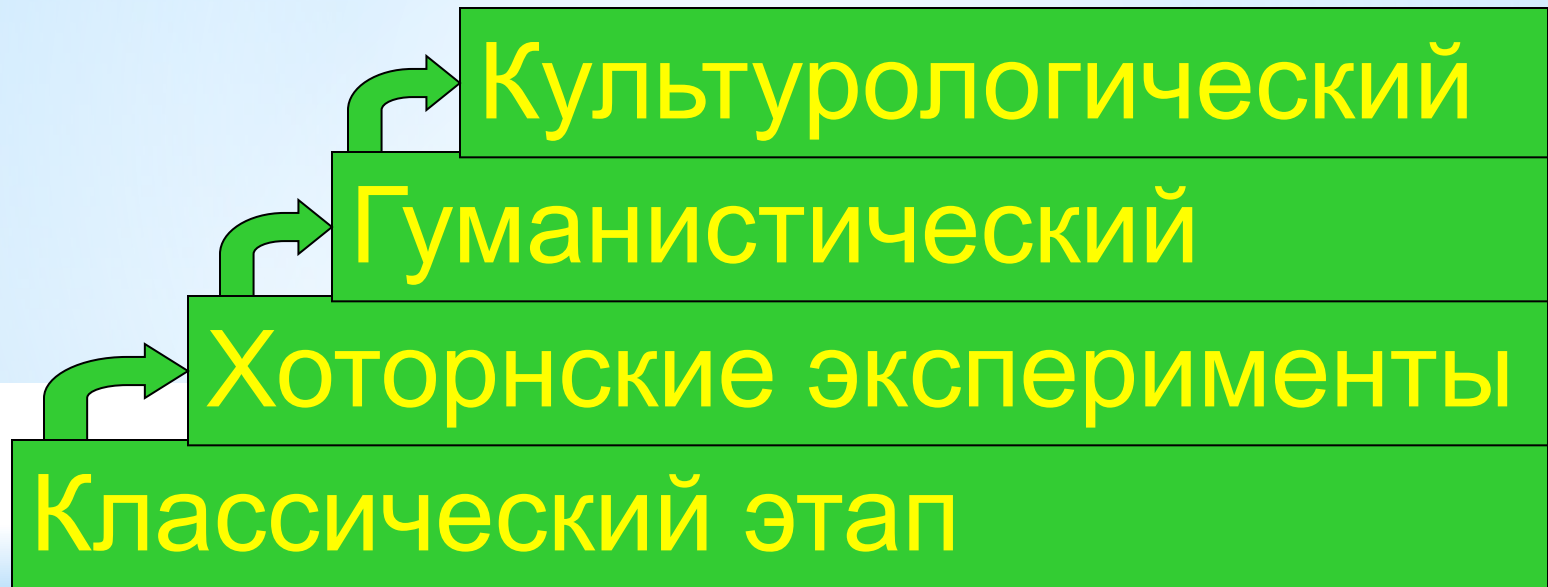 Культурологический
Гуманистический
Хоторнские эксперименты
Классический этап